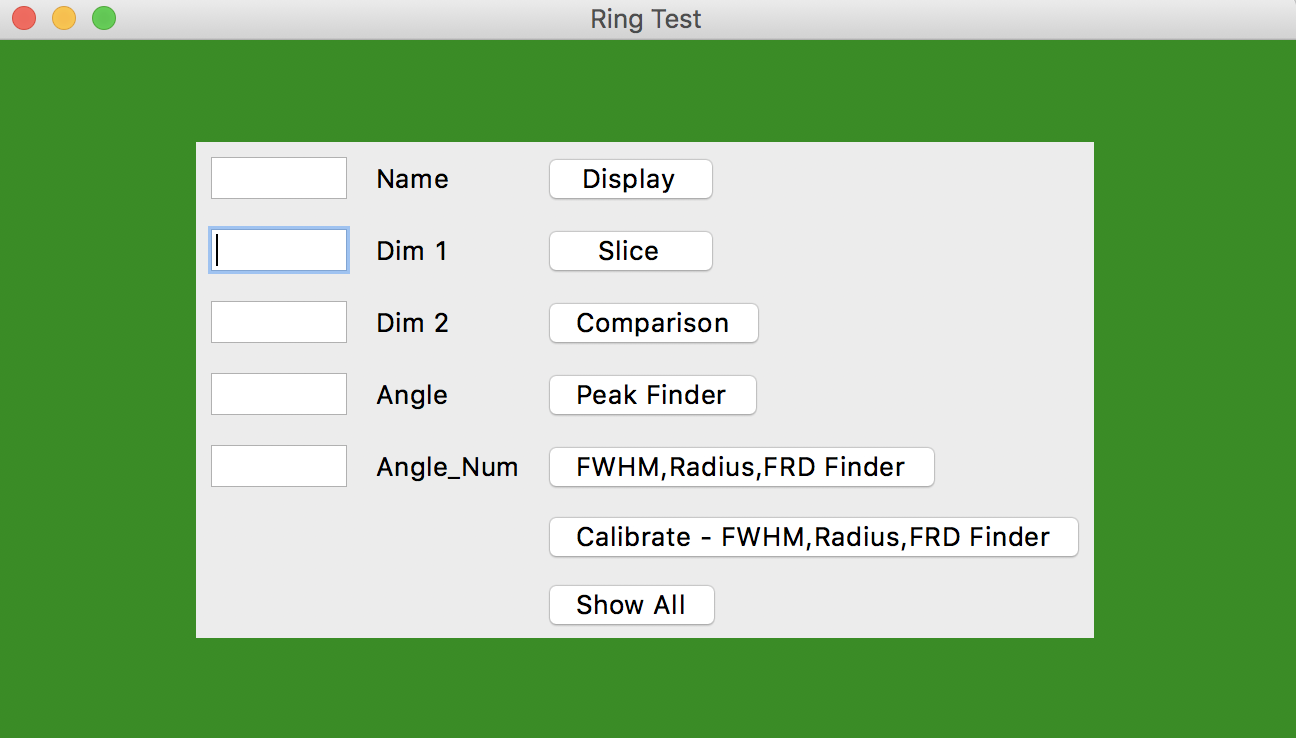 Ring Test
Name Display
Dim 1 Slice
Dim 2 Comparison
Angle Peak Finder
Angle_Num FWHM,Radius,FRD Finder
Calibrate - FWHM,Radius,FRD Finder
Show All